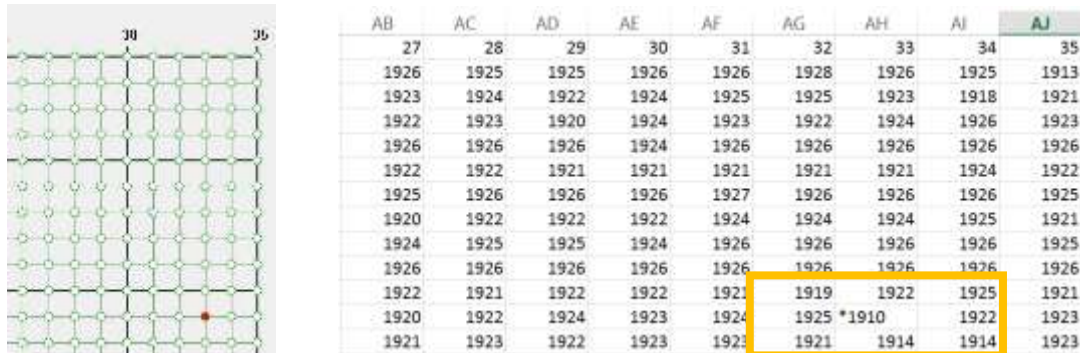 30 35
AB AC AD AE AF AG AH AI AJ
27 28 29 30 31 32 33 34 35
1926 1925 1925 1926 1926 1928 1926 1925 1913
1923 1924 1922 1924 1925 1925 1923 1918 1921
1922 1923 1920 1924 1923 1922 1924 1926 1923
1926 1926 1924 1926 1926 1926 1926 1926 1926
1922 1922 1921 1921 1921 1921 1921 1924 1922
1925 1926 1926 1926 1927 1926 1926 1926 1925
1920 1922 1922 1922 1924 1924 1924 1925 1921
1924 1925 1925 1924 1926 1926 1926 1926 1925
1926 1926 1926 1926 1926 1926 1926 1926 1926
1922 1921 1922 1922 1921 1919 1922 1925 1921
1920 1922 1924 1923 1924 1925 *1910 1922 1923
1921 1923 1922 1923 1923 1921 1914 1914 1923